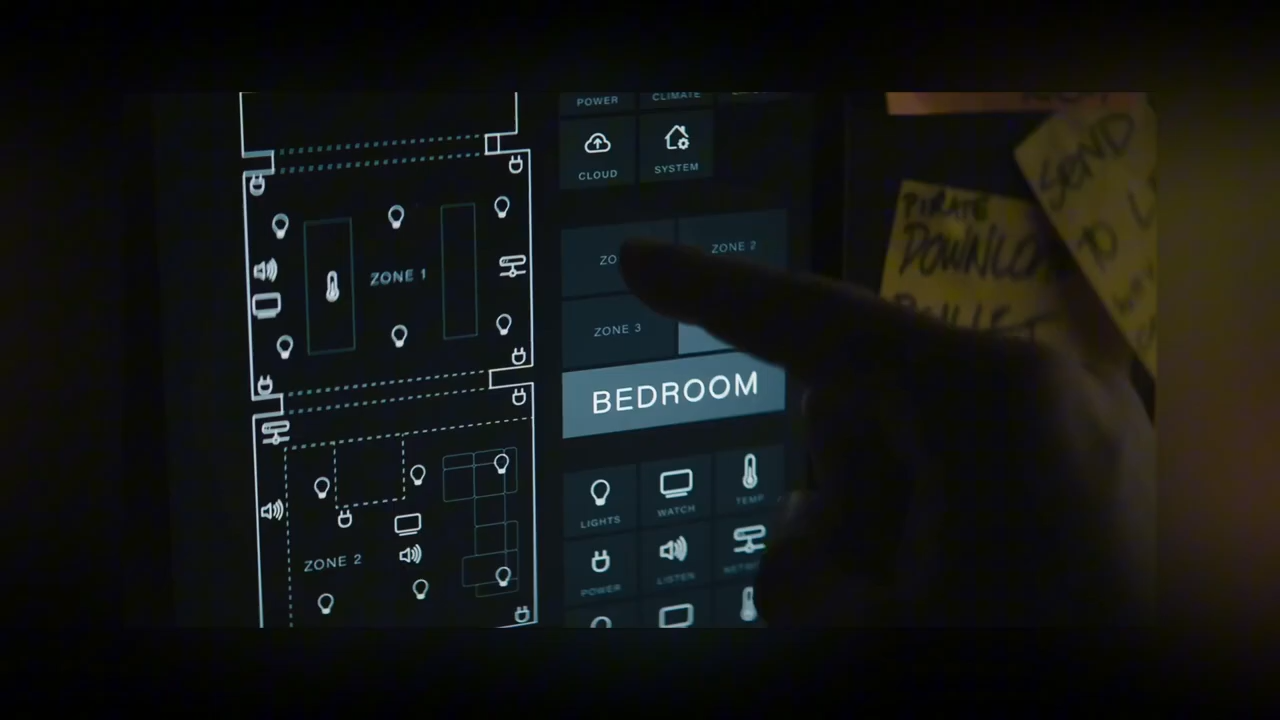 POWER
CLIMATE
CLOUD
SYSTEM
ZONE 1
ZONE 2
ZONE 3
BEDROOM
LIGHTS
WATCH
TEMP
POWER
LISTEN
ZONE 2
PIRATE
SEND
TO